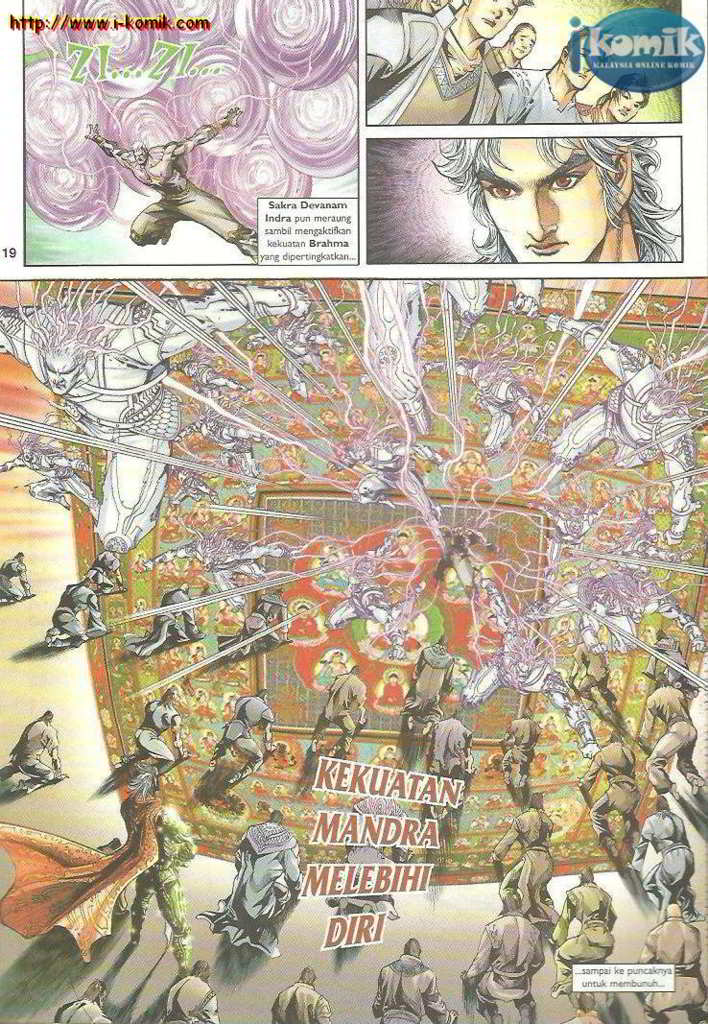 http://www.i-komik.com
ikomik
MALAYSIA ONLINE KOMIK
ZI...ZI...
Sakra Devanam
Indra pun meraung
sambil mengaktifkan
kekuatan Brahma
yang dipertingkatkan...
19
KEKUATAN
MANDRA
MELEBIHI
DIRI
...sampai ke puncaknya
untuk membunuh...